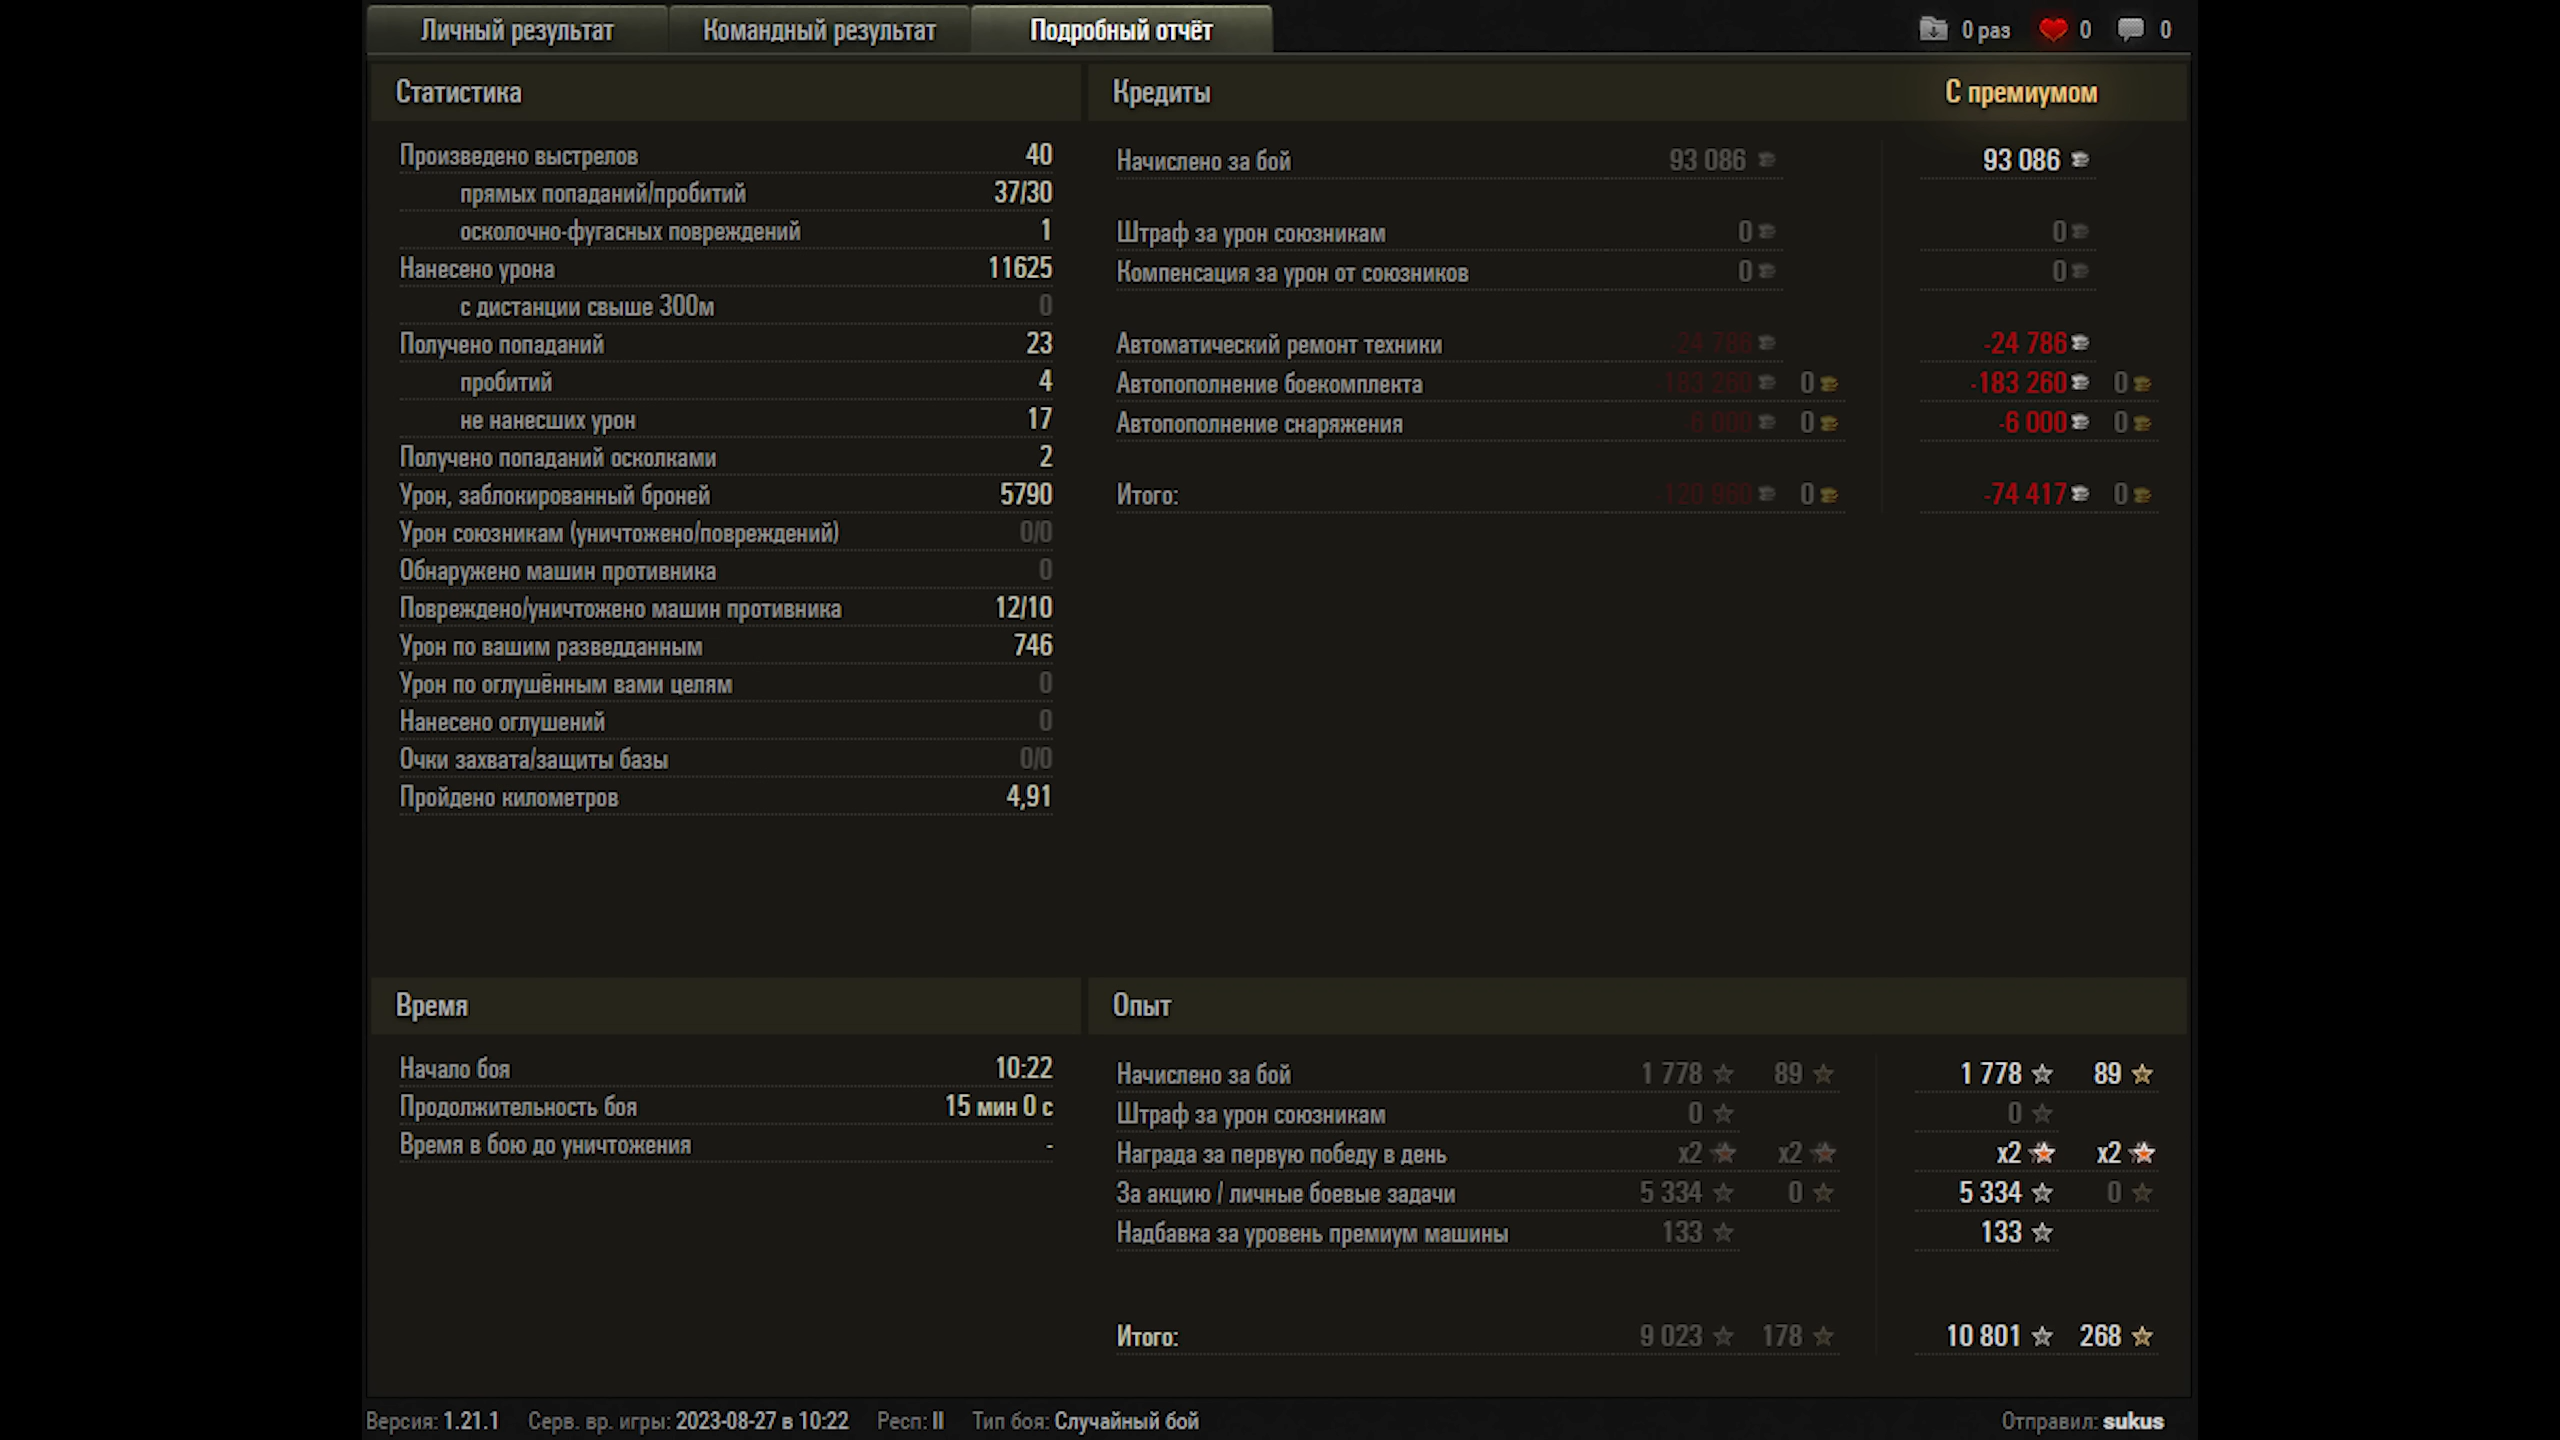 Личный результат Командный результат Подробный отчёт 0 раз 0 0
Статистика
Произведено выстрелов 40
прямых попаданий/пробитий 37/30
осколочно-фугасных повреждений 1
Нанесено урона 11625
с дистанции свыше 300м 0
Получено попаданий 23
пробитий 4
не нанесших урон 17
Получено попаданий осколками 2
Урон, заблокированный броней 5790
Урон союзникам (уничтожено/повреждений) 0/0
Обнаружено машин противника 0
Повреждено/уничтожено машин противника 12/10
Урон по вашим разведданным 746
Урон по оглушённым вами целям 0
Нанесено оглушений 0
Очки захвата/защиты базы 0/0
Пройдено километров 4,91
Кредиты С премиумом
Начислено за бой 93 086 93 086
Штраф за урон союзникам 0 0
Компенсация за урон от союзников 0 0
Автоматический ремонт техники -24 786 -24 786
Автопополнение боекомплекта -183 260 0 -183 260 0
Автопополнение снаряжения -6 000 0 -6 000 0
Итого: -120 960 0 -74 417 0
Время
Начало боя 10:22
Продолжительность боя 15 мин 0 с
Время в бою до уничтожения -
Опыт
Начислено за бой 1 778 89 1 778 89
Штраф за урон союзникам 0 0
Награда за первую победу в день x2 x2 x2 x2
За акцию / личные боевые задачи 5 334 0 5 334 0
Надбавка за уровень премиум машины 133 133
Итого: 9 023 178 10 801 268
Версия: 1.21.1 Серв. вр. игры: 2023-08-27 в 10:22 Респ: II Тип боя: Случайный бой Отправил: sukus